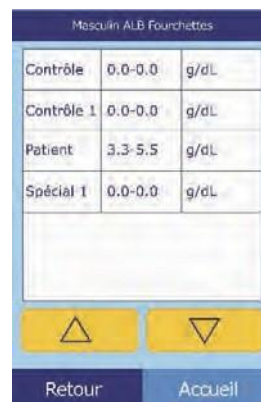 Masculin ALB Fourchettes
Contrôle 0.0-0.0 g/dL
Contrôle 1 0.0-0.0 g/dL
Patient 3.3-5.5 g/dL
Spécial 1 0.0-0.0 g/dL
Retour Accueil